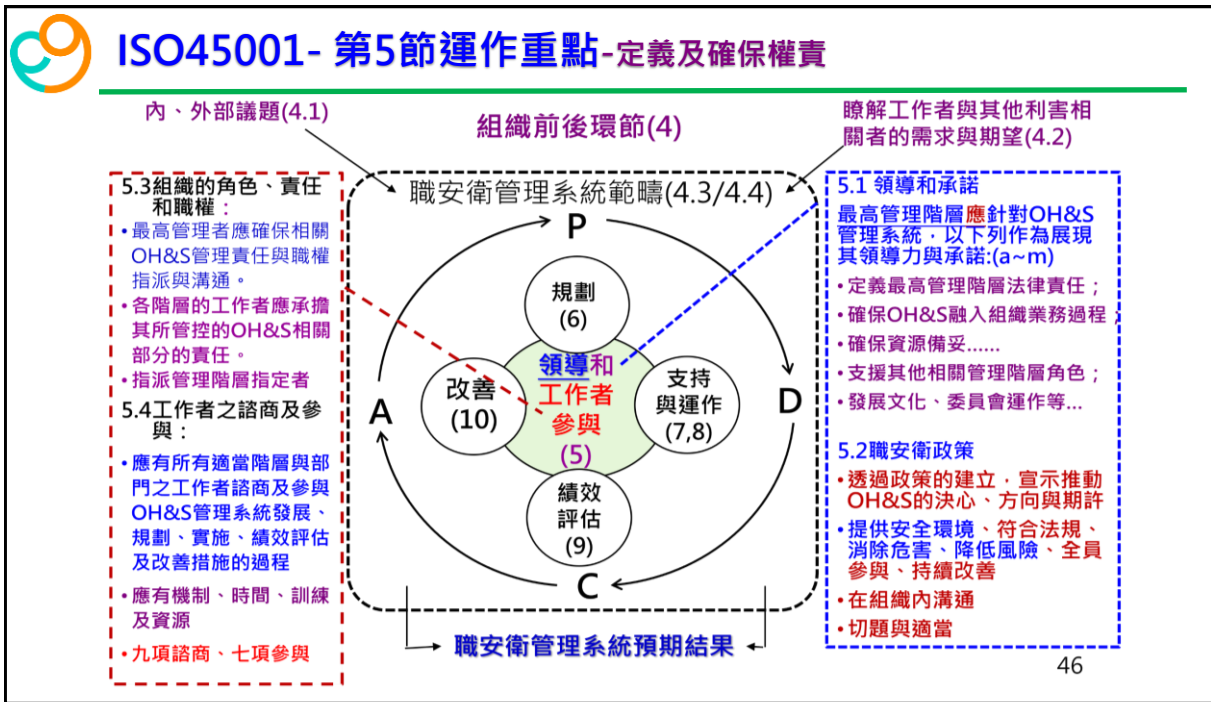 ISO45001- 第5節運作重點-定義及確保權責
內、外部議題(4.1)
組織前後環節(4)
瞭解工作者與其他利害相
關者的需求與期望(4.2)
5.3組織的角色、責任
和職權：
•最高管理者應確保相關
OH&S管理責任與職權
指派與溝通。
•各階層的工作者應承擔
其所管控的OH&S相關
部分的責任。
•指派管理階層指定者
5.4工作者之諮商及參
與：
•應有所有適當階層與部
門之工作者諮商及參與
OH&S管理系統發展、
規劃、實施、績效評估
及改善措施的過程
•應有機制、時間、訓練
及資源
•九項諮商、七項參與
職安衛管理系統範疇(4.3/4.4)
P
規劃
(6)
領導和
工作者
參與
(5)
改善
(10)
支持
與運作
(7,8)
A
D
績效
評估
(9)
C
職安衛管理系統預期結果
5.1 領導和承諾
最高管理階層應針對OH&S
管理系統，以下列作為展現
其領導力與承諾:(a~m)
•定義最高管理階層法律責任；
•確保OH&S融入組織業務過程；
•確保資源備妥......
•支援其他相關管理階層角色；
•發展文化、委員會運作等...
5.2職安衛政策
•透過政策的建立，宣示推動
OH&S的決心、方向與期許
•提供安全環境、符合法規、
消除危害、降低風險、全員
參與、持續改善
•在組織內溝通
•切題與適當
46